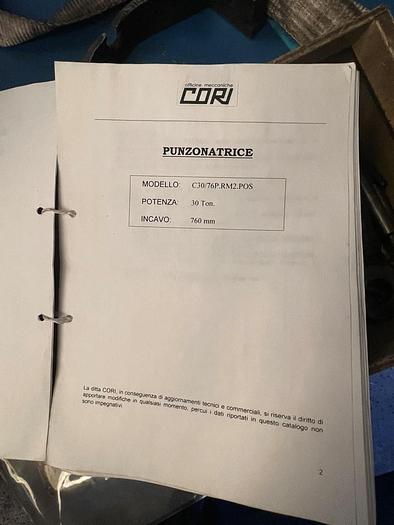 officine meccaniche
CORI
PUNZONATRICE
MODELLO: C30/76P.RM2.POS
POTENZA: 30 Ton.
INCAVO: 760 mm
La ditta CORI, in conseguenza di aggiornamenti tecnici e commerciali, si riserva il diritto di
apportare modifiche in qualsiasi momento, percui i dati riportati in questo catalogo non
sono impegnativi.
2